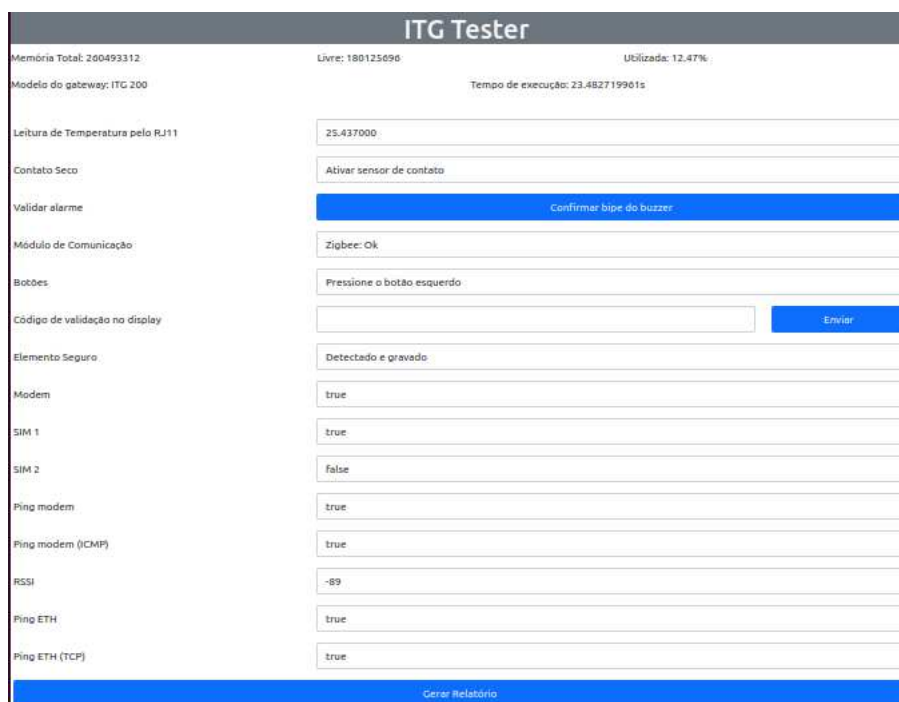 ITG Tester
Memória Total: 260493312 Livre: 180125696 Utilizada: 12.47%
Modelo do gateway: ITG 200 Tempo de execução: 23.482719961s
Leitura de Temperatura pelo RJ11 25.437000
Contato Seco Ativar sensor de contato
Validar alarme Confirmar bipe do buzzer
Módulo de Comunicação Zigbee: Ok
Botões Pressione o botão esquerdo
Código de validação no display Enviar
Elemento Seguro Detectado e gravado
Modem true
SIM 1 true
SIM 2 false
Ping modem true
Ping modem (ICMP) true
RSSI -89
Ping ETH true
Ping ETH (TCP) true
Gerar Relatório